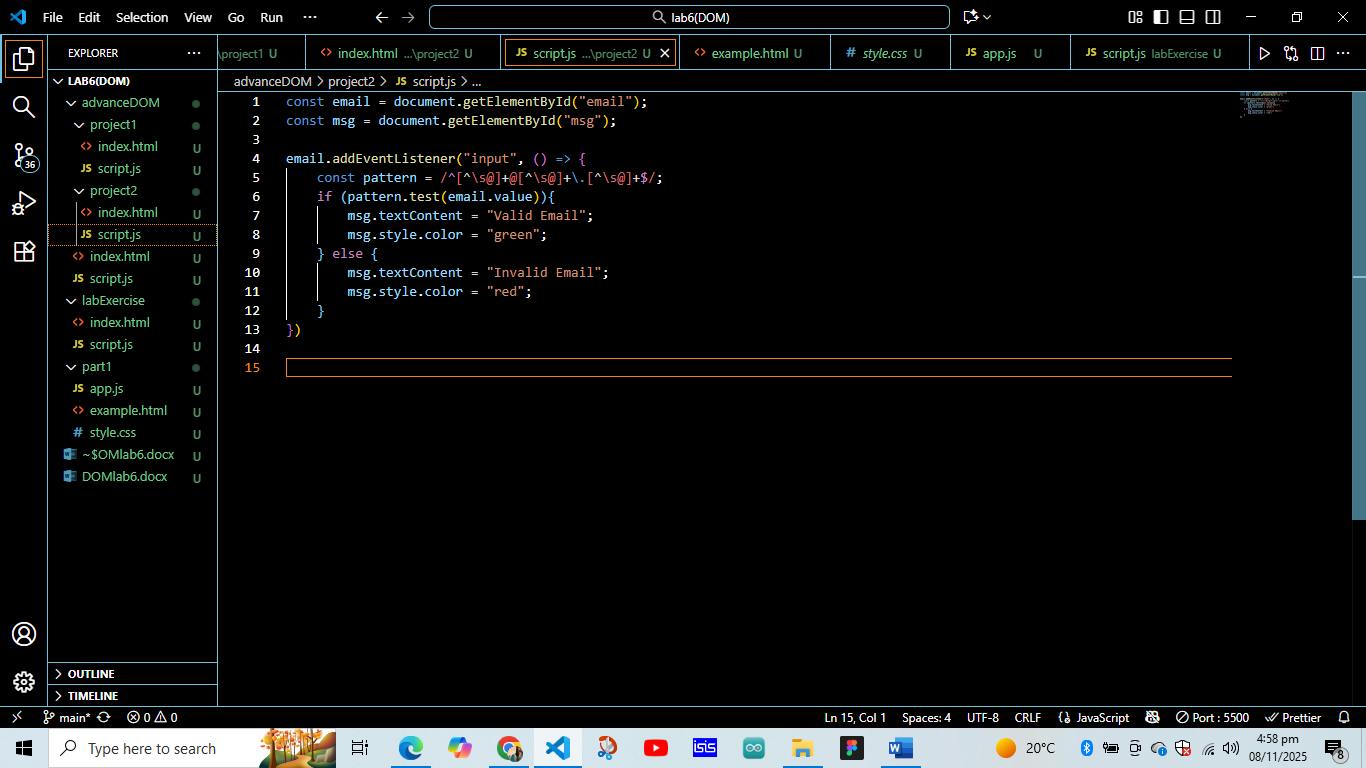 File Edit Selection View Go Run ··· lab6(DOM)
EXPLORER ···
\project1 U
index.html ...\project2 U
script.js ...\project2 U
example.html U
style.css U
app.js U
script.js labExercise U
LAB6(DOM)
advanceDOM
project1
index.html U
script.js U
project2
index.html U
script.js U
index.html U
script.js U
labExercise
index.html U
script.js U
part1
app.js U
example.html U
style.css U
~$OMlab6.docx U
DOMlab6.docx U
OUTLINE
TIMELINE
36
advanceDOM > project2 > JS script.js > ...
1 const email = document.getElementById("email");
2 const msg = document.getElementById("msg");
3
4 email.addEventListener("input", () => {
5 const pattern = /^[^\s@]+@[^\s@]+\.[^\s@]+$/;
6 if (pattern.test(email.value)){
7 msg.textContent = "Valid Email";
8 msg.style.color = "green";
9 } else {
10 msg.textContent = "Invalid Email";
11 msg.style.color = "red";
12 }
13 })
14
15
main* 0 0 Ln 15, Col 1 Spaces: 4 UTF-8 CRLF {} JavaScript Port : 5500 Prettier
Type here to search
ISIS
20°C
4:58 pm
08/11/2025
8